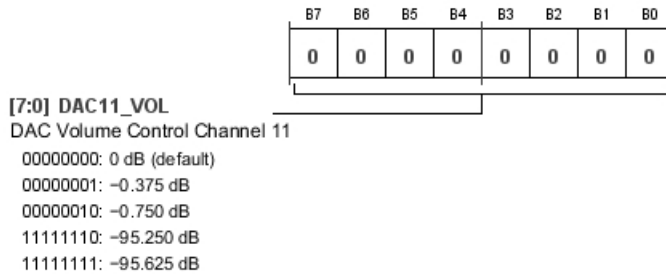 B7 B6 B5 B4 B3 B2 B1 B0
0 0 0 0 0 0 0 0
[7:0] DAC11_VOL
DAC Volume Control Channel 11
00000000: 0 dB (default)
00000001: −0.375 dB
00000010: −0.750 dB
11111110: −95.250 dB
11111111: −95.625 dB